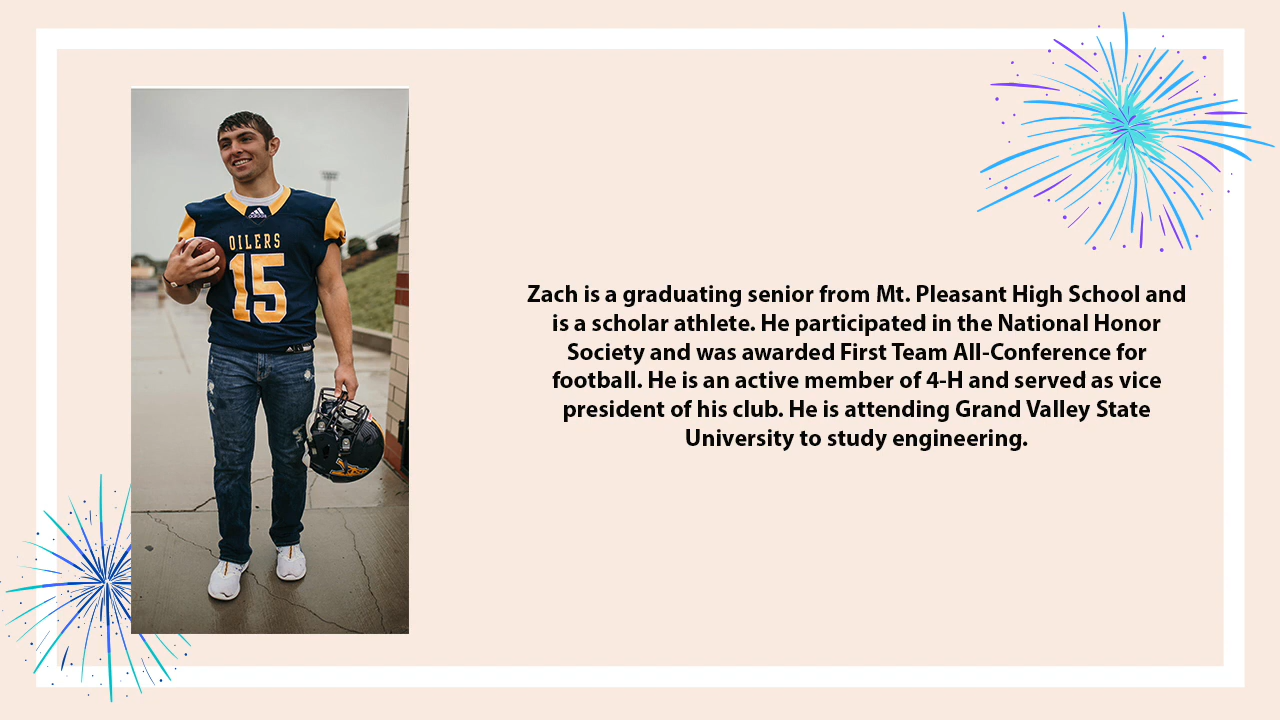 adidas
OILERS
15
Zach is a graduating senior from Mt. Pleasant High School and
is a scholar athlete. He participated in the National Honor
Society and was awarded First Team All-Conference for
football. He is an active member of 4-H and served as vice
president of his club. He is attending Grand Valley State
University to study engineering.